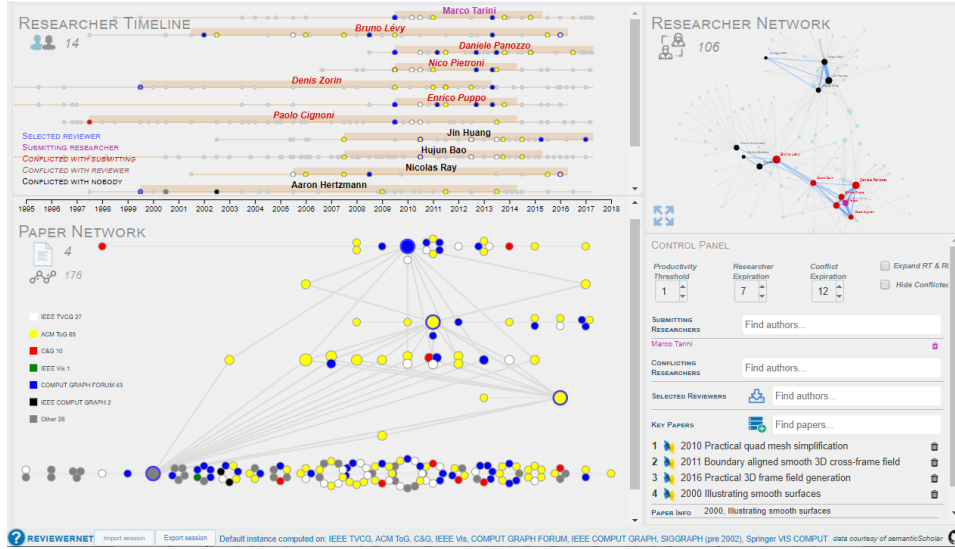 RESEARCHER TIMELINE
14
Marco Tarini
Bruno Lévy
Daniele Panozzo
Nico Pietroni
Denis Zorin
Enrico Puppo
Paolo Cignoni
Jin Huang
Hujun Bao
Nicolas Ray
Aaron Hertzmann
SELECTED REVIEWER
SUBMITTING RESEARCHER
CONFLICTED WITH SUBMITTING
CONFLICTED WITH REVIEWER
CONFLICTED WITH NOBODY
1995 1996 1997 1998 1999 2000 2001 2002 2003 2004 2005 2006 2007 2008 2009 2010 2011 2012 2013 2014 2015 2016 2017 2018
PAPER NETWORK
4
176
IEEE TVCG 27
ACM ToG 65
C&G 10
IEEE Vis 1
COMPUT GRAPH FORUM 43
IEEE COMPUT GRAPH 2
Other 28
RESEARCHER NETWORK
106
CONTROL PANEL
Productivity Threshold
1
Researcher Expiration
7
Conflict Expiration
12
Expand RT & R
Hide Conflicted
SUBMITTING RESEARCHERS
Find authors...
Marco Tarini
CONFLICTING RESEARCHERS
Find authors...
SELECTED REVIEWERS
Find authors...
KEY PAPERS
Find papers...
1 2010 Practical quad mesh simplification
2 2011 Boundary aligned smooth 3D cross-frame field
3 2016 Practical 3D frame field generation
4 2000 Illustrating smooth surfaces
PAPER INFO 2000, Illustrating smooth surfaces
? REVIEWERNET Import session Export session Default instance computed on: IEEE TVCG, ACM ToG, C&G, IEEE Vis, COMPUT GRAPH FORUM, IEEE COMPUT GRAPH, SIGGRAPH (pre 2002), Springer VIS COMPUT data courtesy of semanticScholar